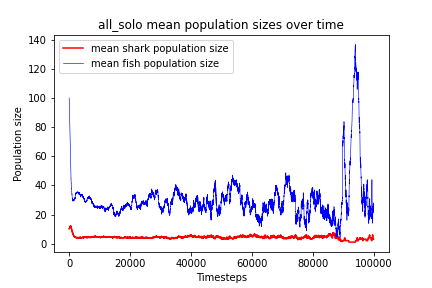 all_solo mean population sizes over time
mean shark population size
mean fish population size
Population size
140
120
100
80
60
40
20
0
0
20000
40000
60000
80000
100000
Timesteps